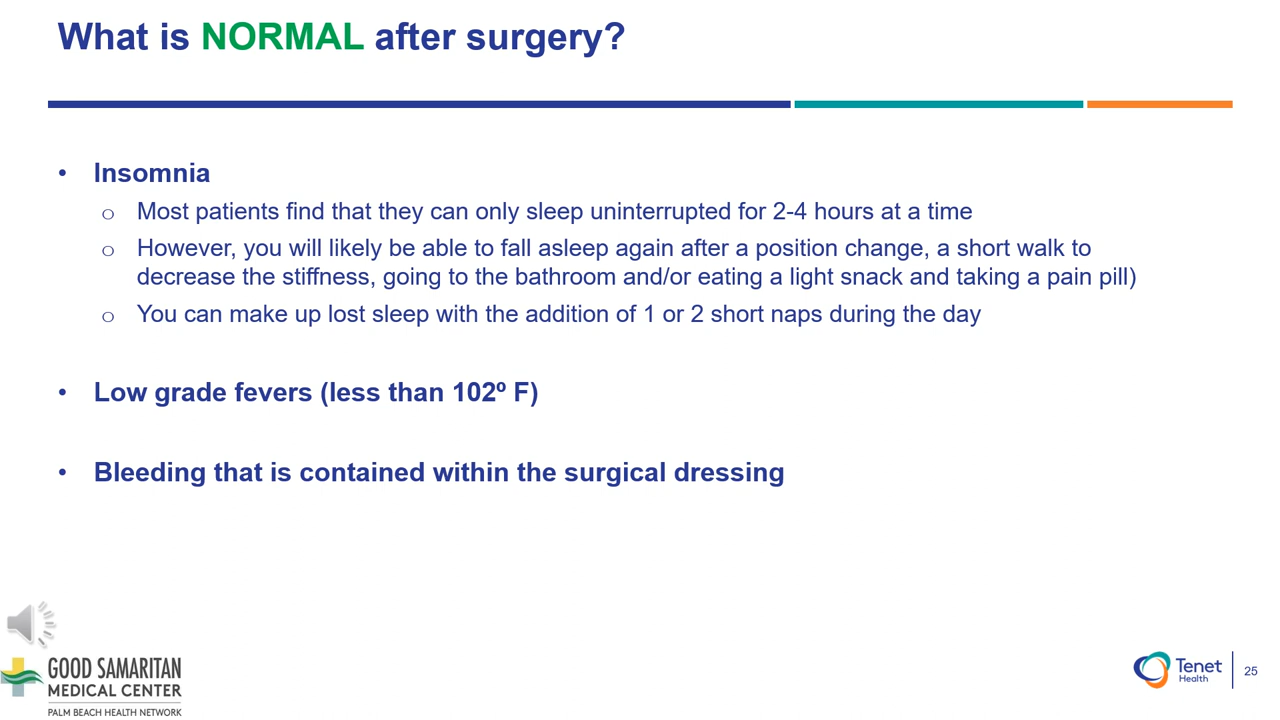 What is NORMAL after surgery?
• Insomnia
o Most patients find that they can only sleep uninterrupted for 2-4 hours at a time
o However, you will likely be able to fall asleep again after a position change, a short walk to
decrease the stiffness, going to the bathroom and/or eating a light snack and taking a pain pill)
o You can make up lost sleep with the addition of 1 or 2 short naps during the day
• Low grade fevers (less than 102º F)
• Bleeding that is contained within the surgical dressing
GOOD SAMARITAN
MEDICAL CENTER
PALM BEACH HEALTH NETWORK
Tenet
Health
25